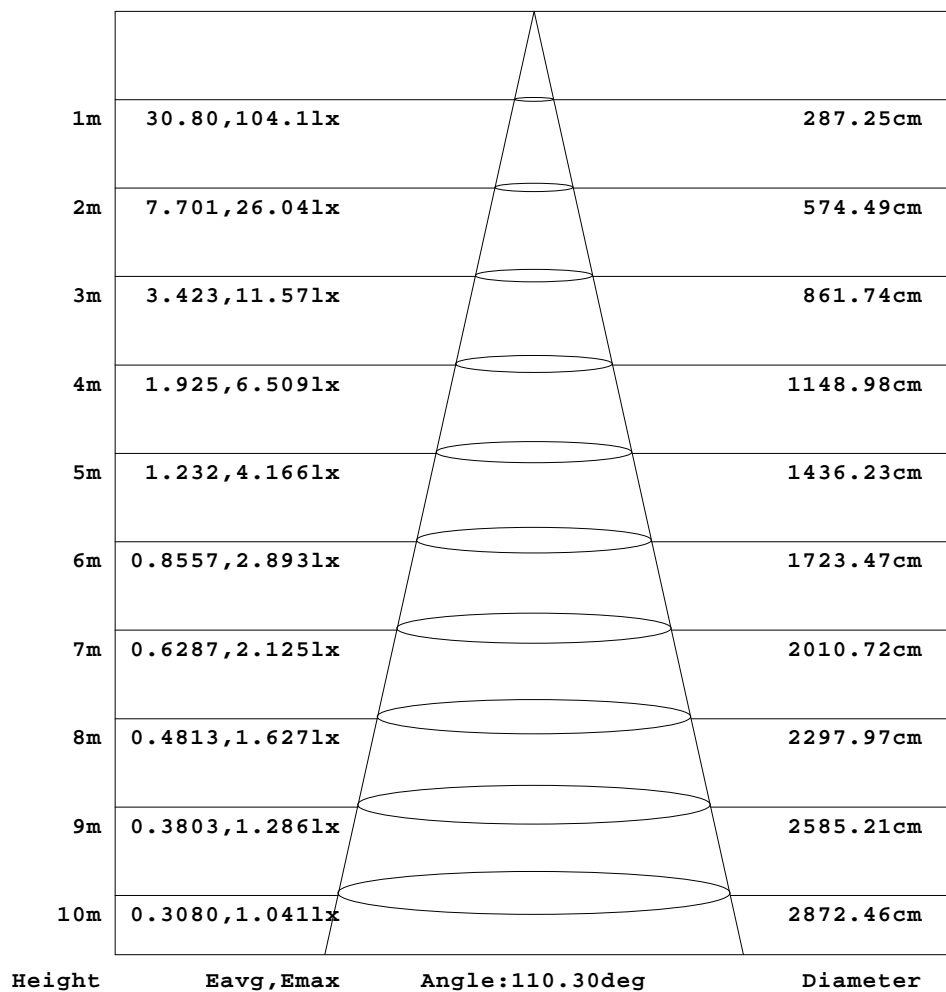 1m 30.80,104.1lx 287.25cm
2m 7.701,26.04lx 574.49cm
3m 3.423,11.57lx 861.74cm
4m 1.925,6.509lx 1148.98cm
5m 1.232,4.166lx 1436.23cm
6m 0.8557,2.893lx 1723.47cm
7m 0.6287,2.125lx 2010.72cm
8m 0.4813,1.627lx 2297.97cm
9m 0.3803,1.286lx 2585.21cm
10m 0.3080,1.041lx 2872.46cm
Height Eavg,Emax Angle:110.30deg Diameter